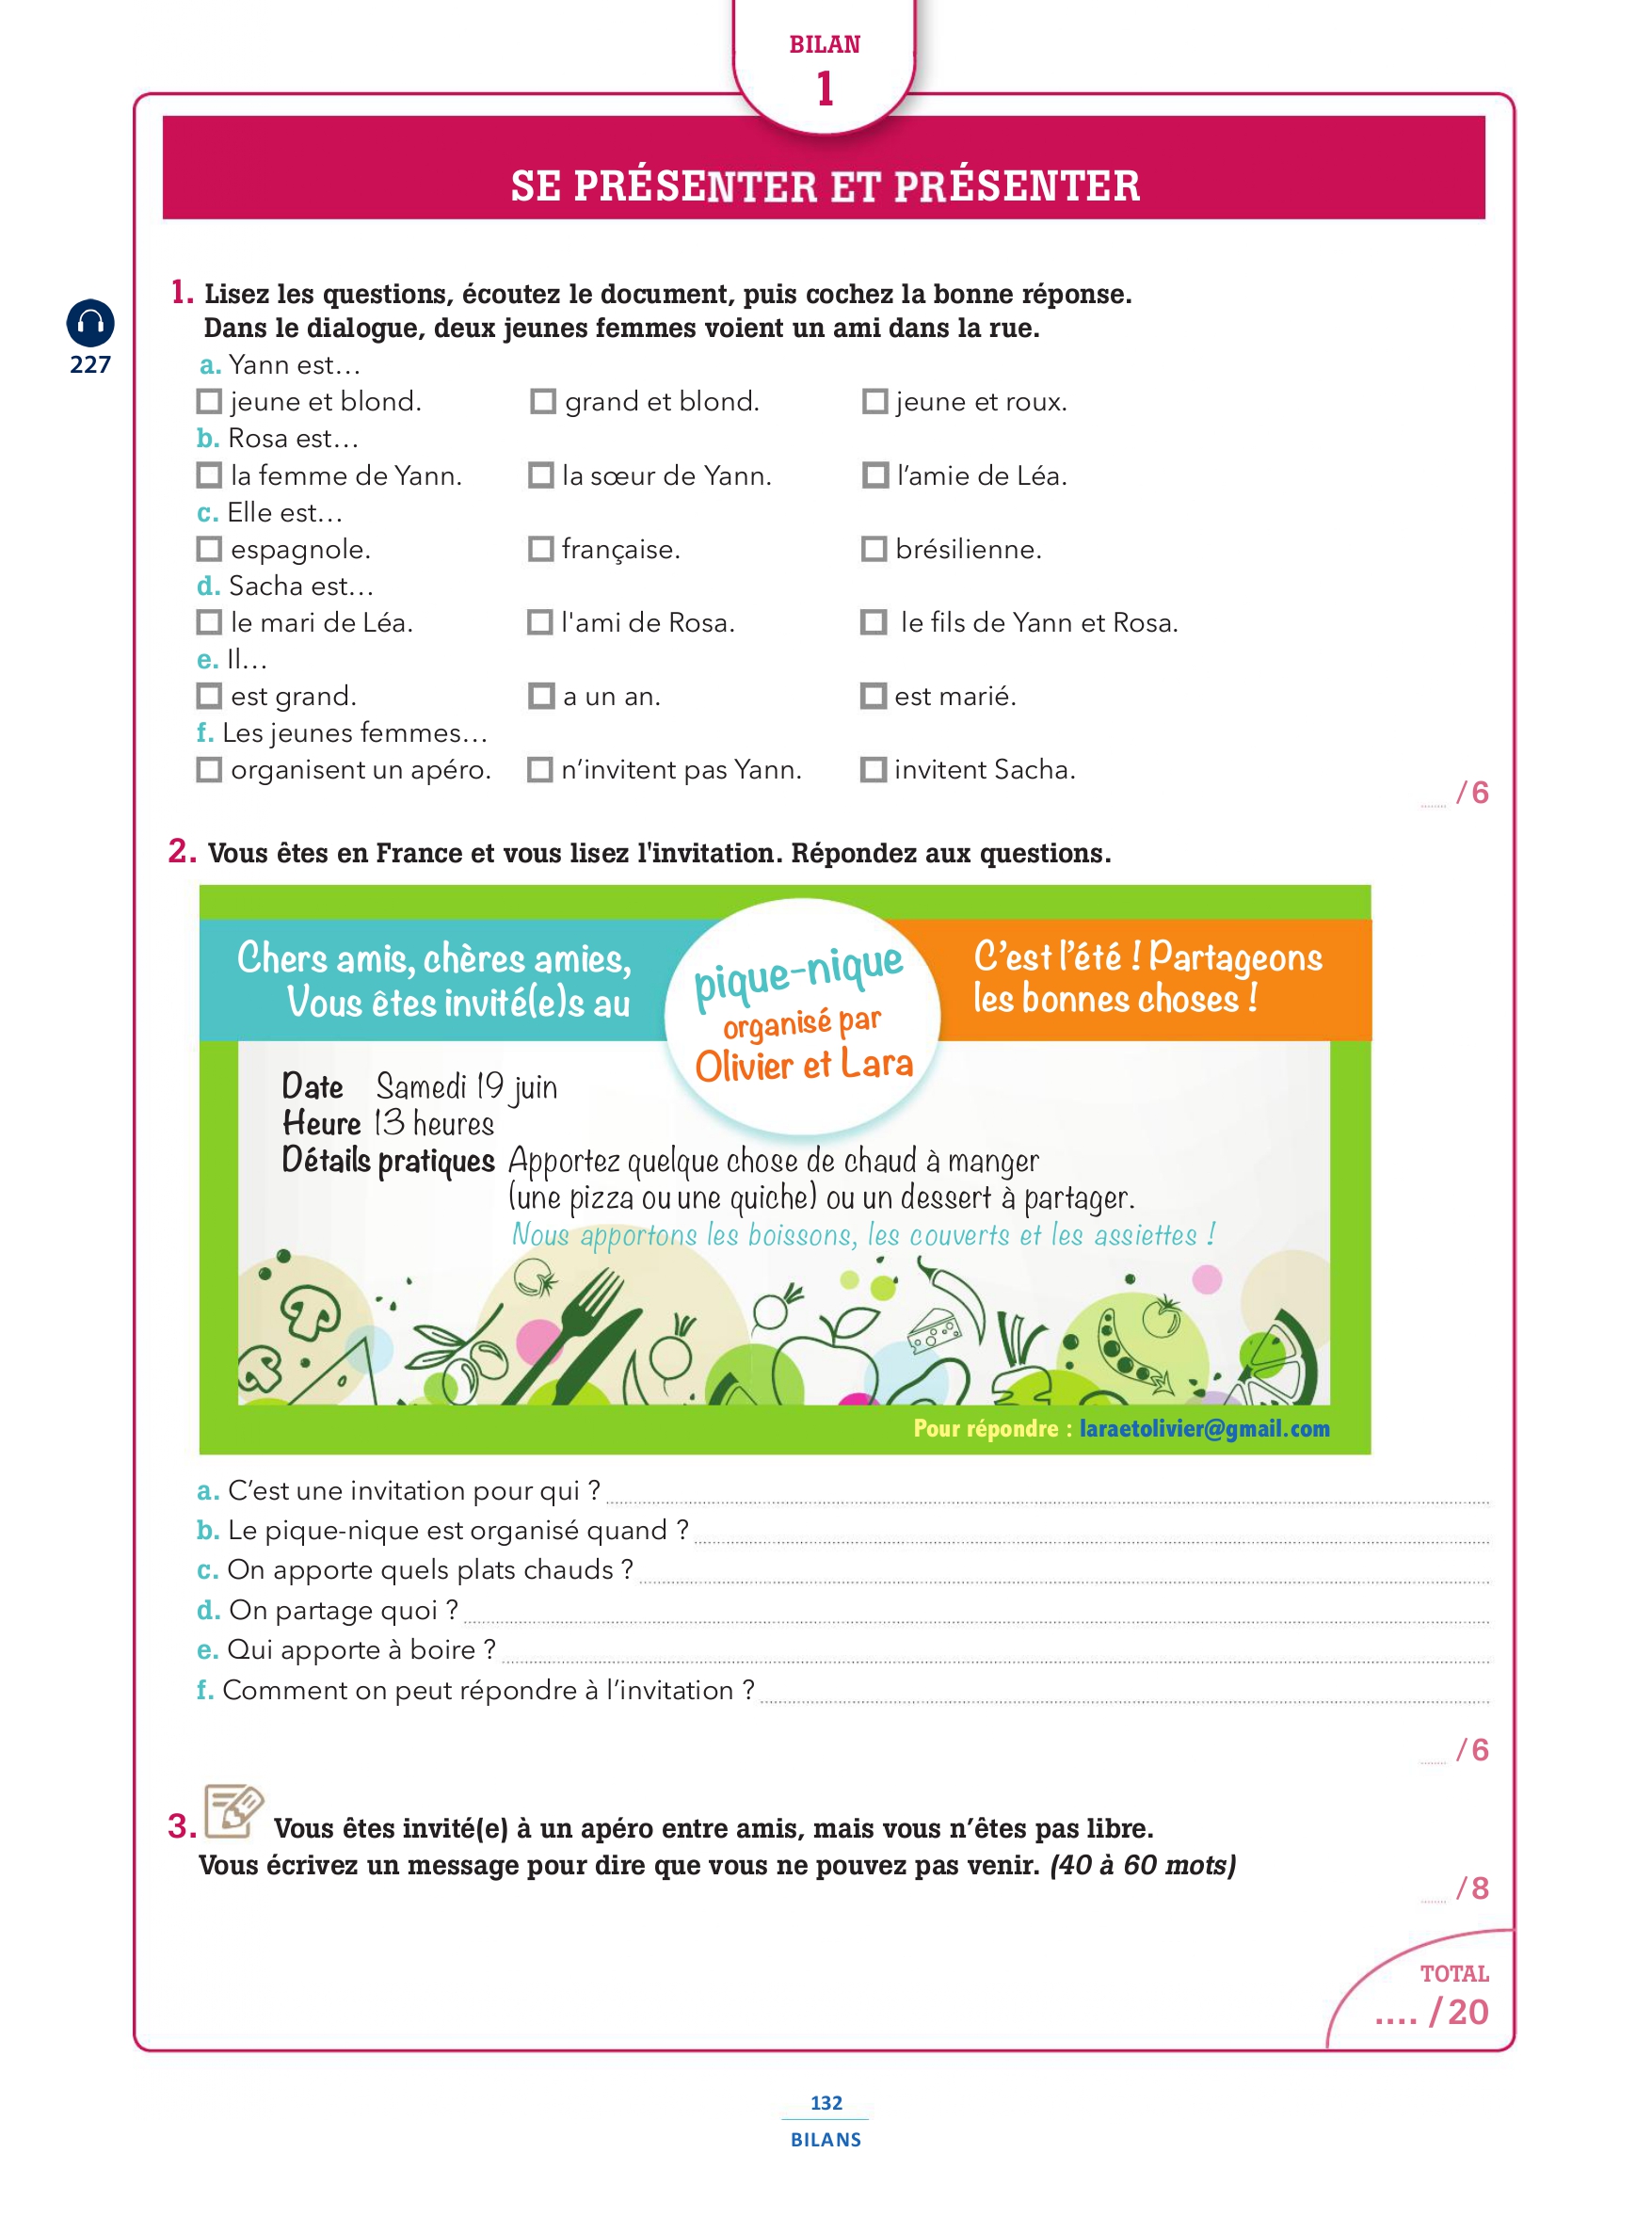 BILAN
1
SE PRÉSENTER ET PRÉSENTER
1. Lisez les questions, écoutez le document, puis cochez la bonne réponse.
Dans le dialogue, deux jeunes femmes voient un ami dans la rue.
227
a. Yann est…
jeune et blond. grand et blond. jeune et roux.
b. Rosa est…
la femme de Yann. la sœur de Yann. l’amie de Léa.
c. Elle est…
espagnole. française. brésilienne.
d. Sacha est…
le mari de Léa. l'ami de Rosa. le fils de Yann et Rosa.
e. Il…
est grand. a un an. est marié.
f. Les jeunes femmes…
organisent un apéro. n’invitent pas Yann. invitent Sacha.
/6
2. Vous êtes en France et vous lisez l'invitation. Répondez aux questions.
Chers amis, chères amies,
Vous êtes invité(e)s au
pique-nique
organisé par
Olivier et Lara
C’est l’été ! Partageons
les bonnes choses !
Date Samedi 19 juin
Heure 13 heures
Détails pratiques Apportez quelque chose de chaud à manger
(une pizza ou une quiche) ou un dessert à partager.
Nous apportons les boissons, les couverts et les assiettes !
Pour répondre : laraetolivier@gmail.com
a. C’est une invitation pour qui ?
b. Le pique-nique est organisé quand ?
c. On apporte quels plats chauds ?
d. On partage quoi ?
e. Qui apporte à boire ?
f. Comment on peut répondre à l’invitation ?
/6
3. Vous êtes invité(e) à un apéro entre amis, mais vous n’êtes pas libre.
Vous écrivez un message pour dire que vous ne pouvez pas venir. (40 à 60 mots)
/8
TOTAL
.... /20
132
BILANS